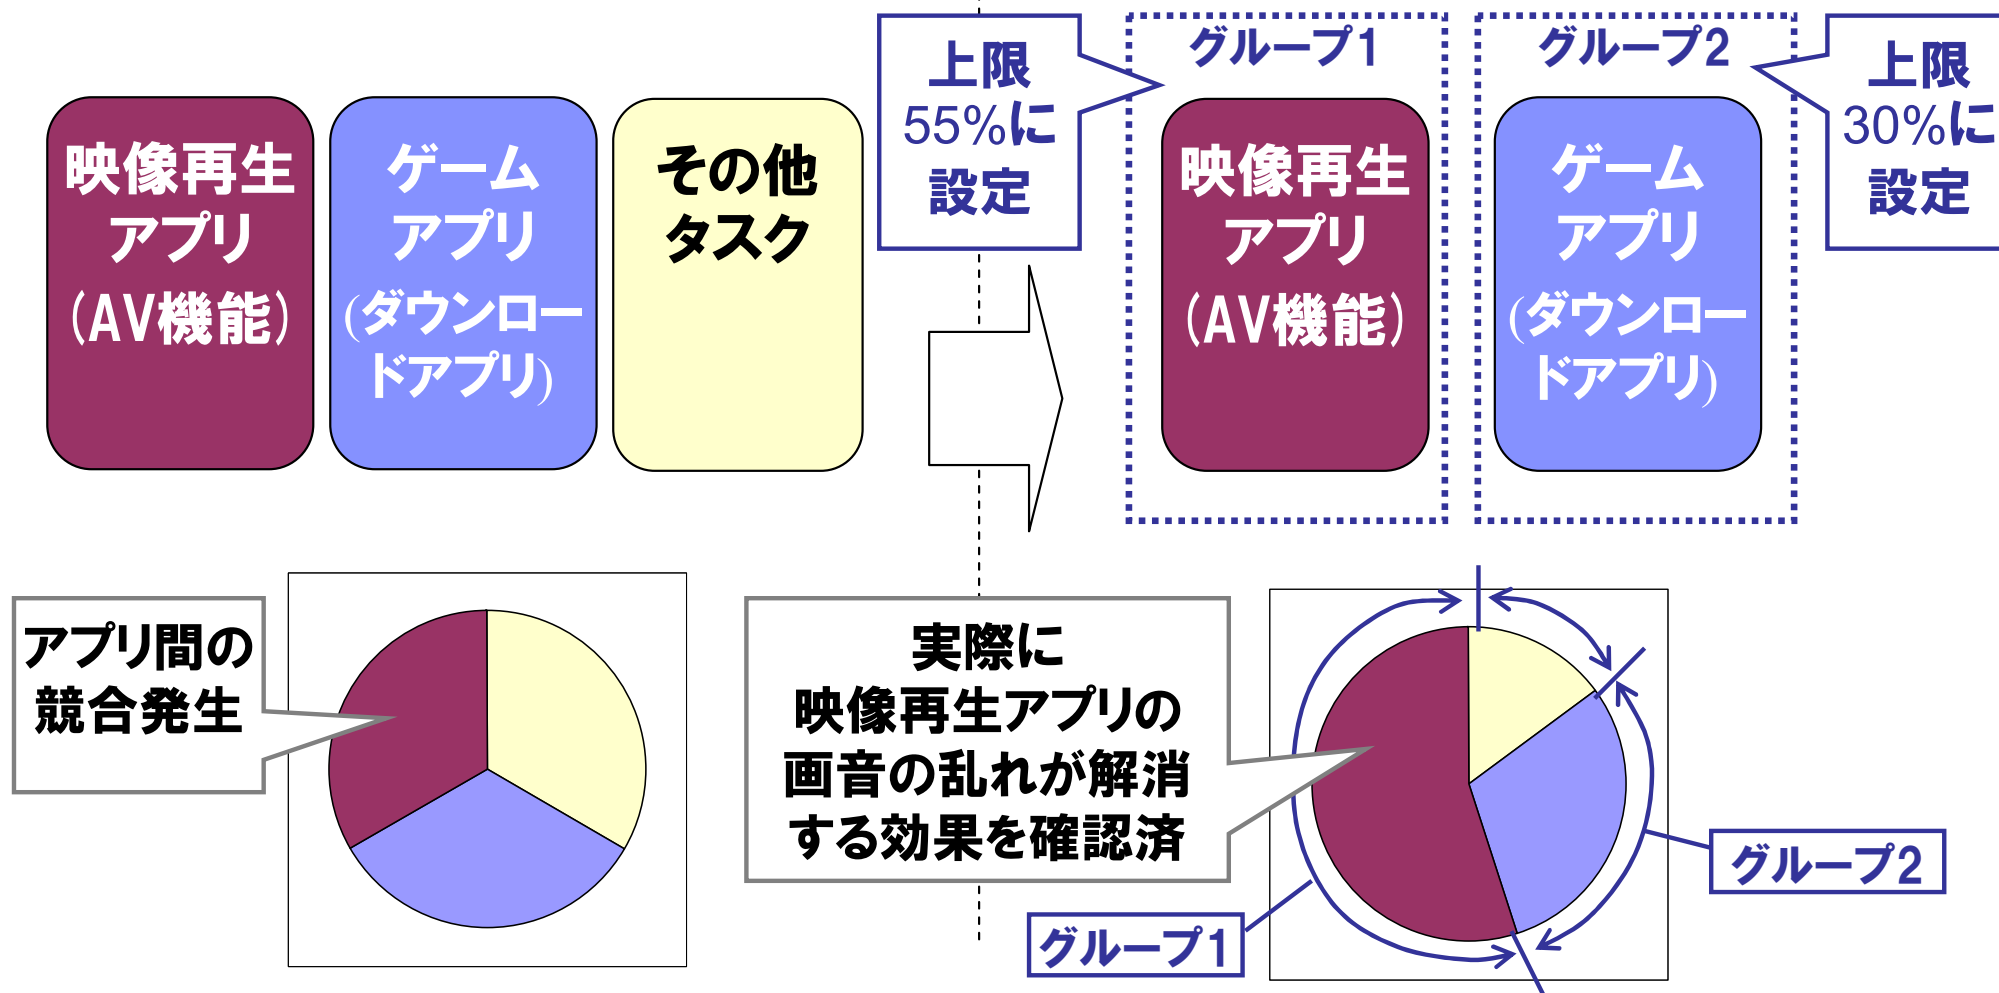 映像再生
アプリ
(AV機能)
ゲーム
アプリ
(ダウンロー
ドアプリ)
その他
タスク
上限
55%に
設定
グループ1
映像再生
アプリ
(AV機能)
グループ2
ゲーム
アプリ
(ダウンロー
ドアプリ)
上限
30%に
設定
アプリ間の
競合発生
実際に
映像再生アプリの
画音の乱れが解消
する効果を確認済
グループ1
グループ2